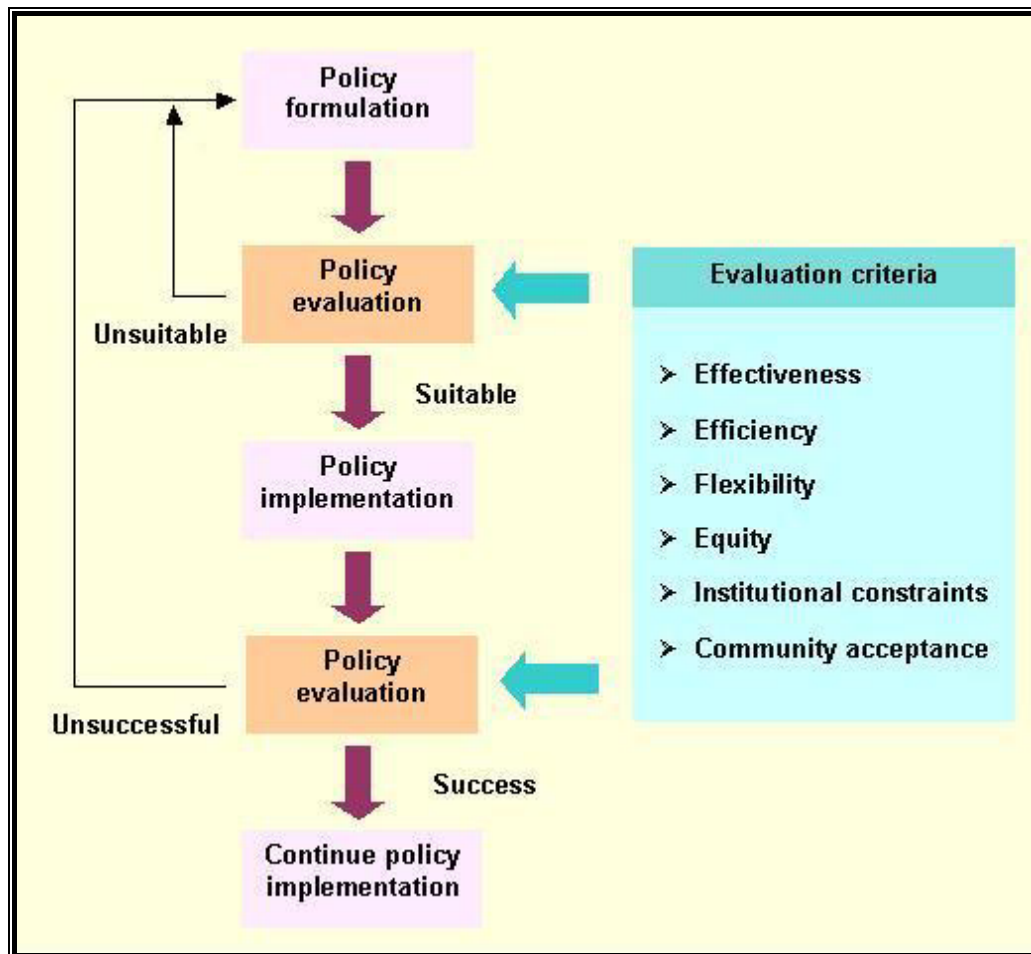 Policy
formulation
Policy
evaluation
Unsuitable
Suitable
Policy
implementation
Policy
evaluation
Unsuccessful
Success
Continue policy
implementation
Evaluation criteria
➢ Effectiveness
➢ Efficiency
➢ Flexibility
➢ Equity
➢ Institutional constraints
➢ Community acceptance